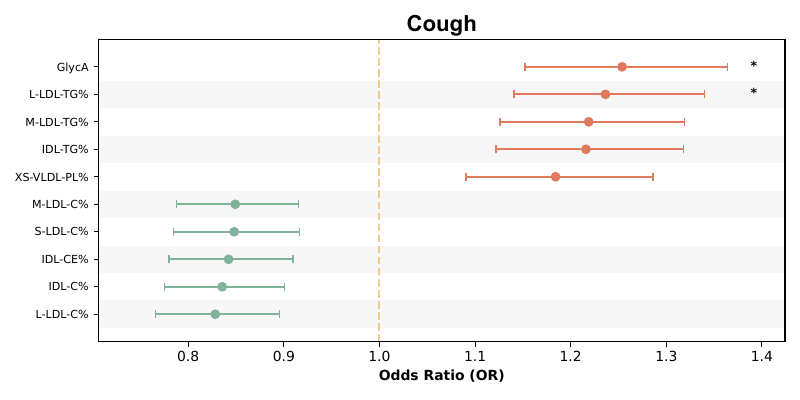 Cough
GlycA *
L-LDL-TG% *
M-LDL-TG%
IDL-TG%
XS-VLDL-PL%
M-LDL-C%
S-LDL-C%
IDL-CE%
IDL-C%
L-LDL-C%
0.8 0.9 1.0 1.1 1.2 1.3 1.4
Odds Ratio (OR)